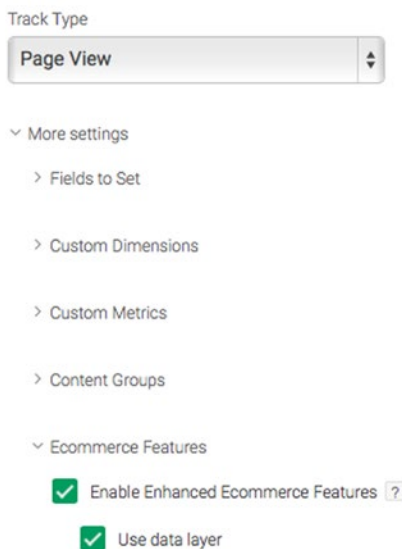 Track Type
Page View
More settings
Fields to Set
Custom Dimensions
Custom Metrics
Content Groups
Ecommerce Features
Enable Enhanced Ecommerce Features ?
Use data layer